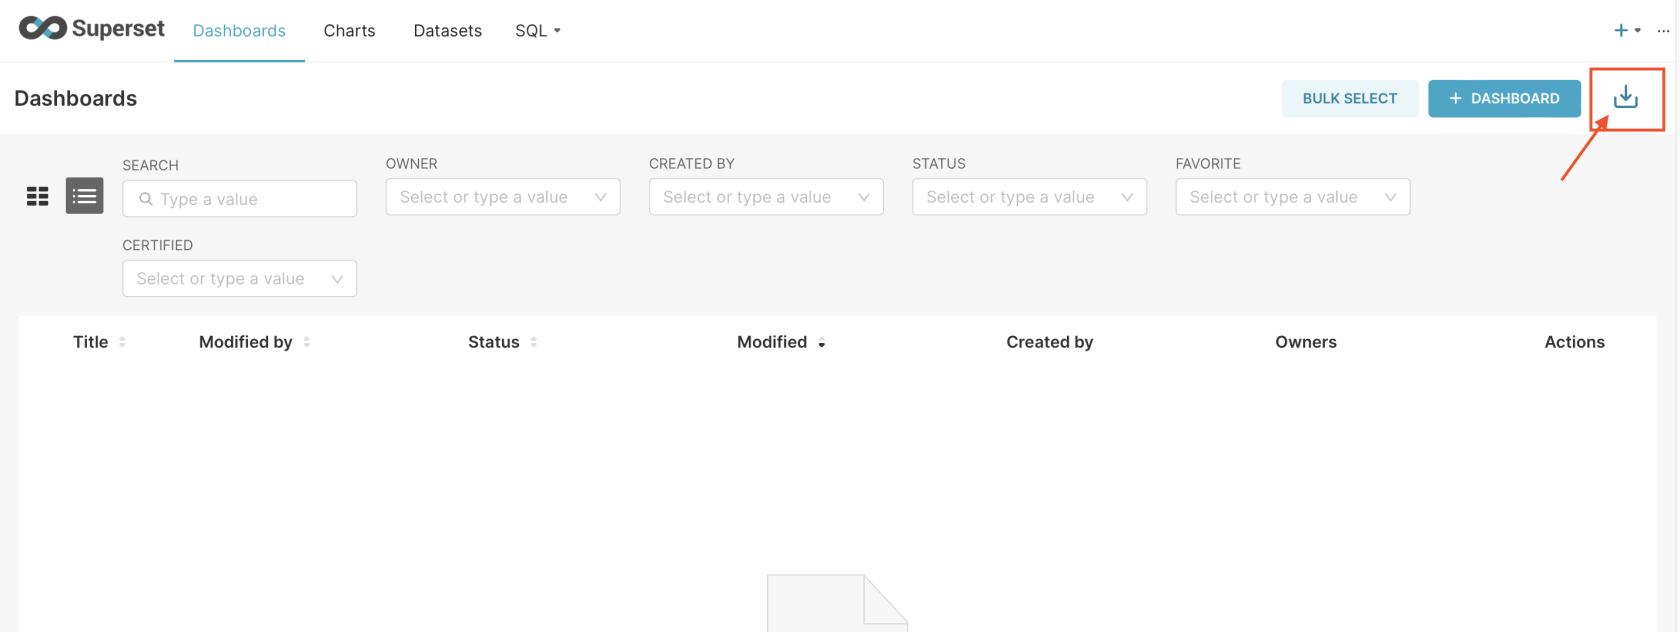 Superset Dashboards Charts Datasets SQL
Dashboards BULK SELECT + DASHBOARD
SEARCH OWNER CREATED BY STATUS FAVORITE
Type a value Select or type a value Select or type a value Select or type a value Select or type a value
CERTIFIED
Select or type a value
Title Modified by Status Modified Created by Owners Actions